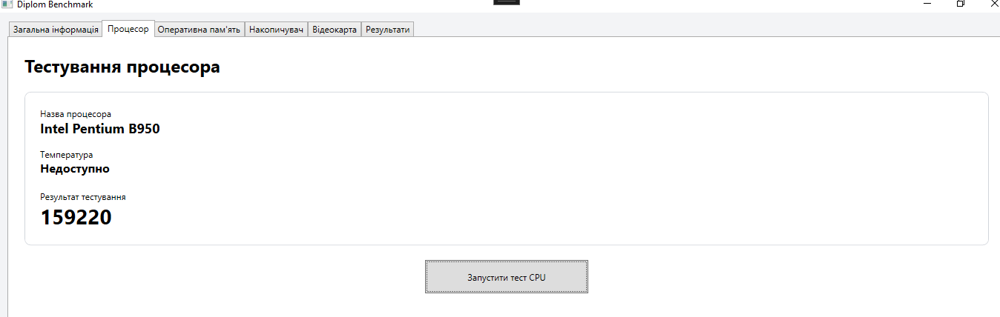 Diplom Benchmark
Загальна інформація Процесор Оперативна пам'ять Накопичувач Відеокарта Результати
Тестування процесора
Назва процесора
Intel Pentium B950
Температура
Недоступно
Результат тестування
159220
Запустити тест CPU